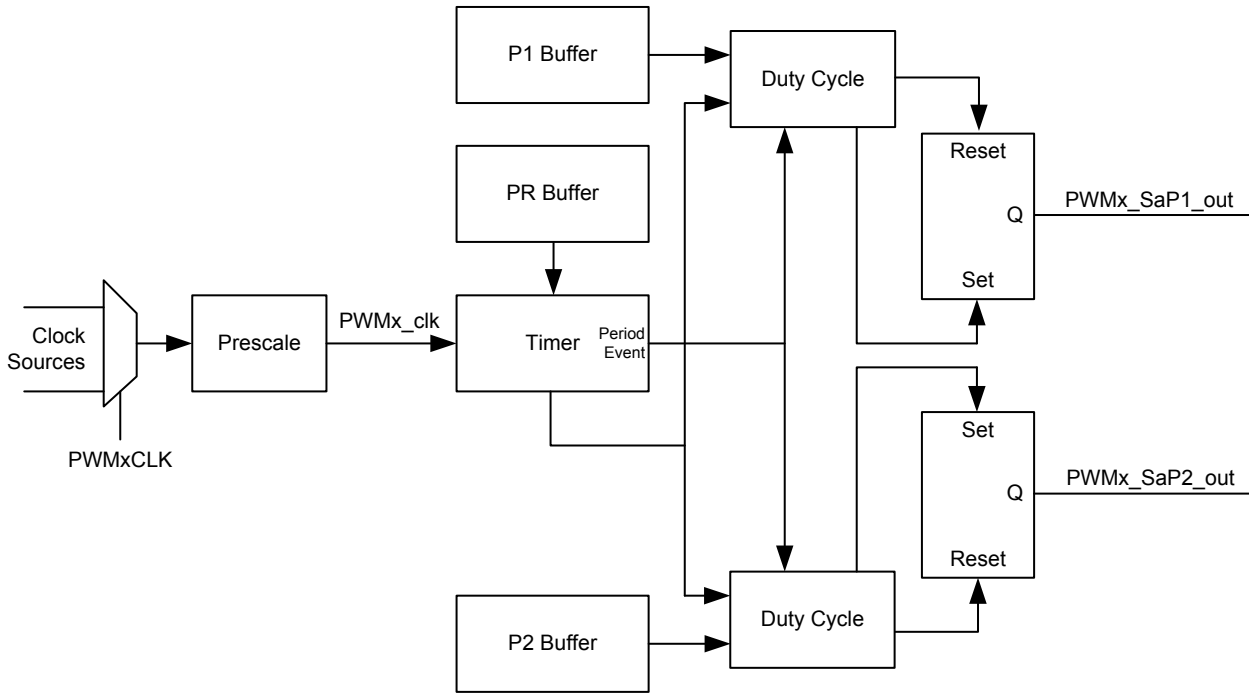 P1 Buffer
Duty Cycle
Reset
Q
Set
PWMx_SaP1_out
PR Buffer
Clock
Sources
PWMxCLK
Prescale
PWMx_clk
Timer
Period
Event
Set
Q
Reset
PWMx_SaP2_out
Duty Cycle
P2 Buffer